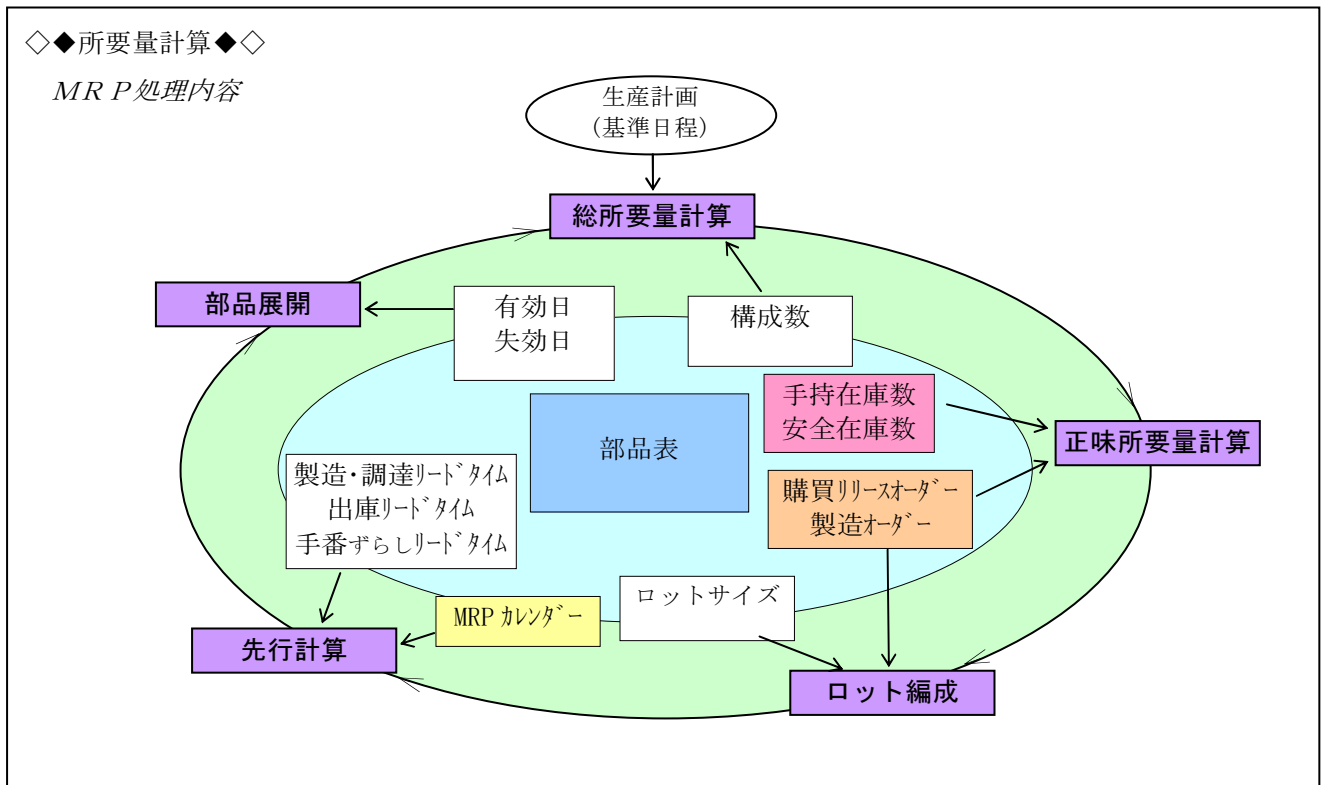 ◇◆所要量計算◆◇
ＭＲＰ処理内容
生産計画
(基準日程)
総所要量計算
部品展開
有効日
失効日
構成数
手持在庫数
安全在庫数
正味所要量計算
部品表
製造・調達ﾘｰﾄﾞﾀｲﾑ
出庫ﾘｰﾄﾞﾀｲﾑ
手番ずらしﾘｰﾄﾞﾀｲﾑ
購買ﾘﾘｰｽｵｰﾀﾞｰ
製造ｵｰﾀﾞｰ
ロットサイズ
MRP ｶﾚﾝﾀﾞｰ
先行計算
ロット編成